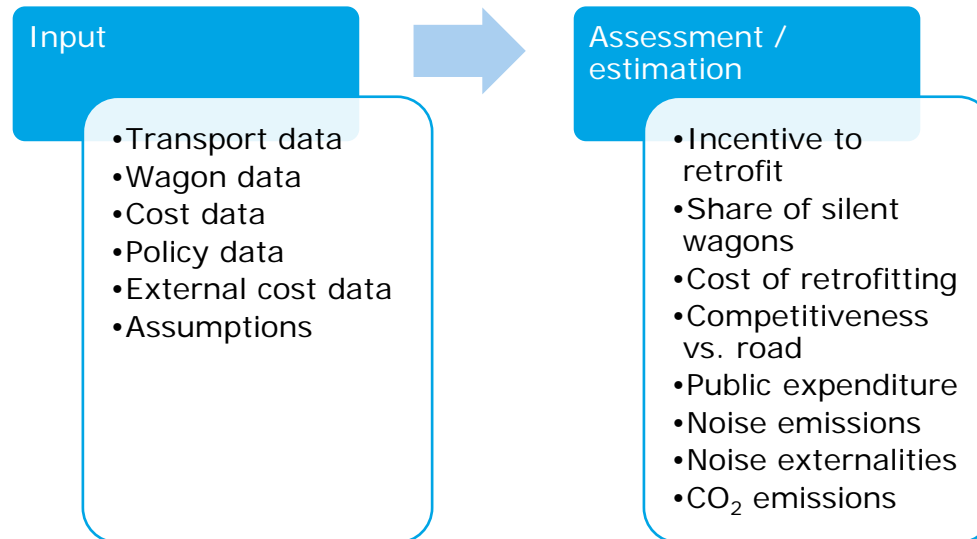 Input
•Transport data
•Wagon data
•Cost data
•Policy data
•External cost data
•Assumptions
Assessment /
estimation
•Incentive to
retrofit
•Share of silent
wagons
•Cost of retrofitting
•Competitiveness
vs. road
•Public expenditure
•Noise emissions
•Noise externalities
•CO₂ emissions